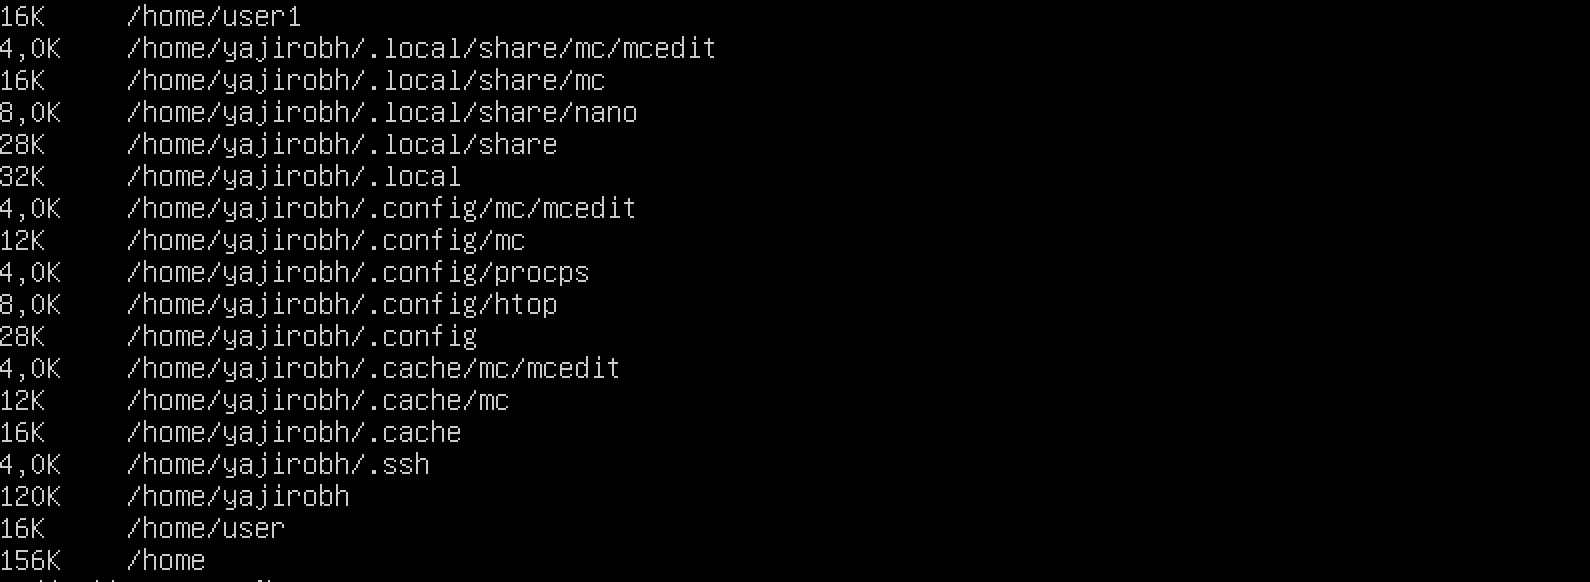 16K /home/user1
4,0K /home/yajirobh/.local/share/mc/mcedit
16K /home/yajirobh/.local/share/mc
8,0K /home/yajirobh/.local/share/nano
28K /home/yajirobh/.local/share
32K /home/yajirobh/.local
4,0K /home/yajirobh/.config/mc/mcedit
12K /home/yajirobh/.config/mc
4,0K /home/yajirobh/.config/procps
8,0K /home/yajirobh/.config/htop
28K /home/yajirobh/.config
4,0K /home/yajirobh/.cache/mc/mcedit
12K /home/yajirobh/.cache/mc
16K /home/yajirobh/.cache
4,0K /home/yajirobh/.ssh
120K /home/yajirobh
16K /home/user
156K /home